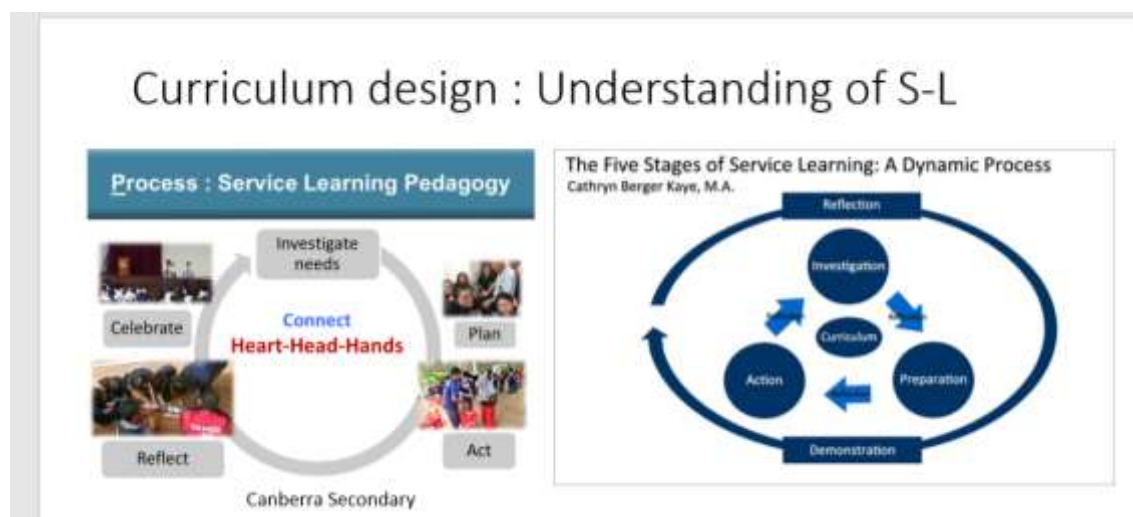 Curriculum design : Understanding of S-L
Process : Service Learning Pedagogy
Investigate
needs
Celebrate
Plan
Connect
Heart-Head-Hands
Reflect
Act
Canberra Secondary
The Five Stages of Service Learning: A Dynamic Process
Cathryn Berger Kaye, M.A.
Reflection
Investigation
Curriculum
Action
Preparation
Demonstration